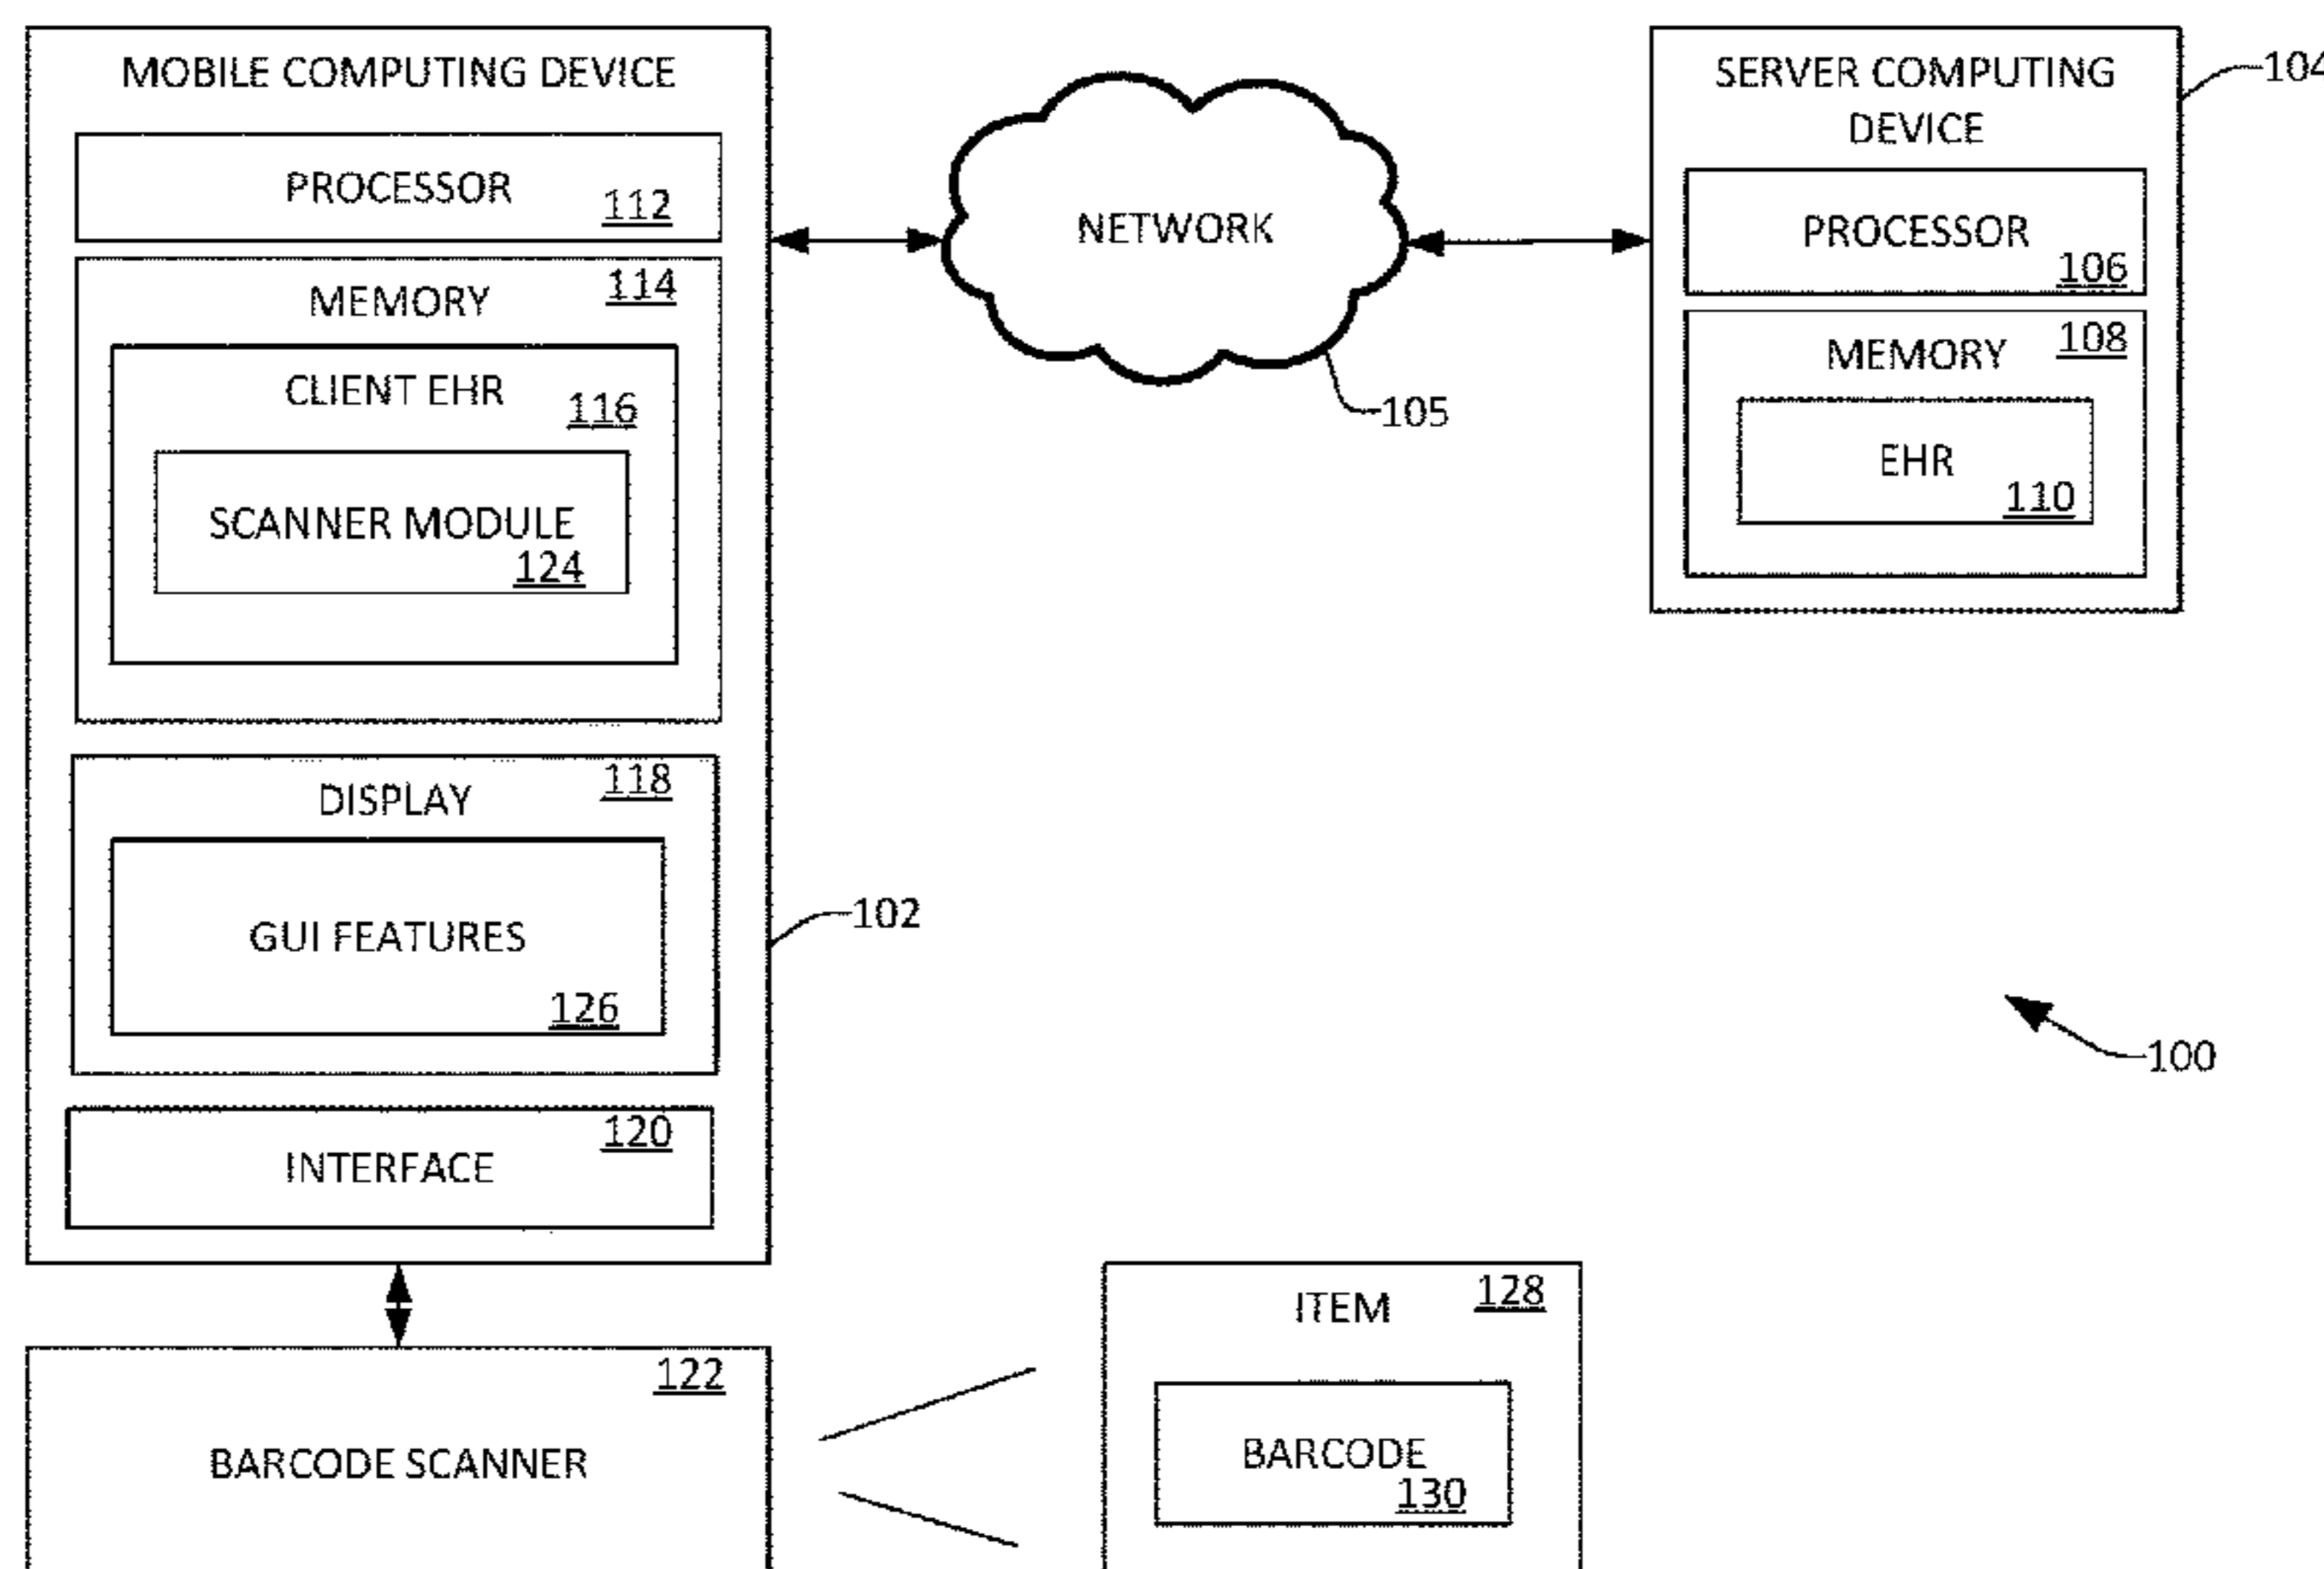 MOBILE COMPUTING DEVICE
PROCESSOR
112
MEMORY
114
CLIENT EHR
116
SCANNER MODULE
124
DISPLAY
118
GUI FEATURES
126
INTERFACE
120
102
NETWORK
105
SERVER COMPUTING
DEVICE
104
PROCESSOR
106
MEMORY
108
EHR
110
100
BARCODE SCANNER
122
ITEM
128
BARCODE
130